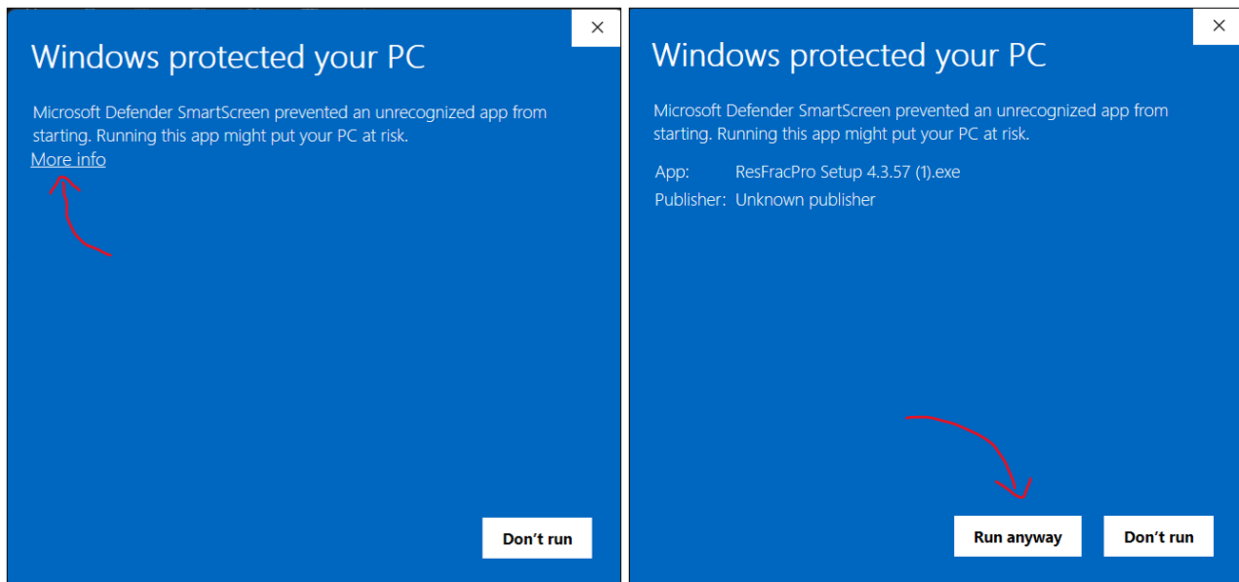 Windows protected your PC
Microsoft Defender SmartScreen prevented an unrecognized app from
starting. Running this app might put your PC at risk.
More info
Don't run
Windows protected your PC
Microsoft Defender SmartScreen prevented an unrecognized app from
starting. Running this app might put your PC at risk.
App: ResFracPro Setup 4.3.57 (1).exe
Publisher: Unknown publisher
Run anyway Don't run